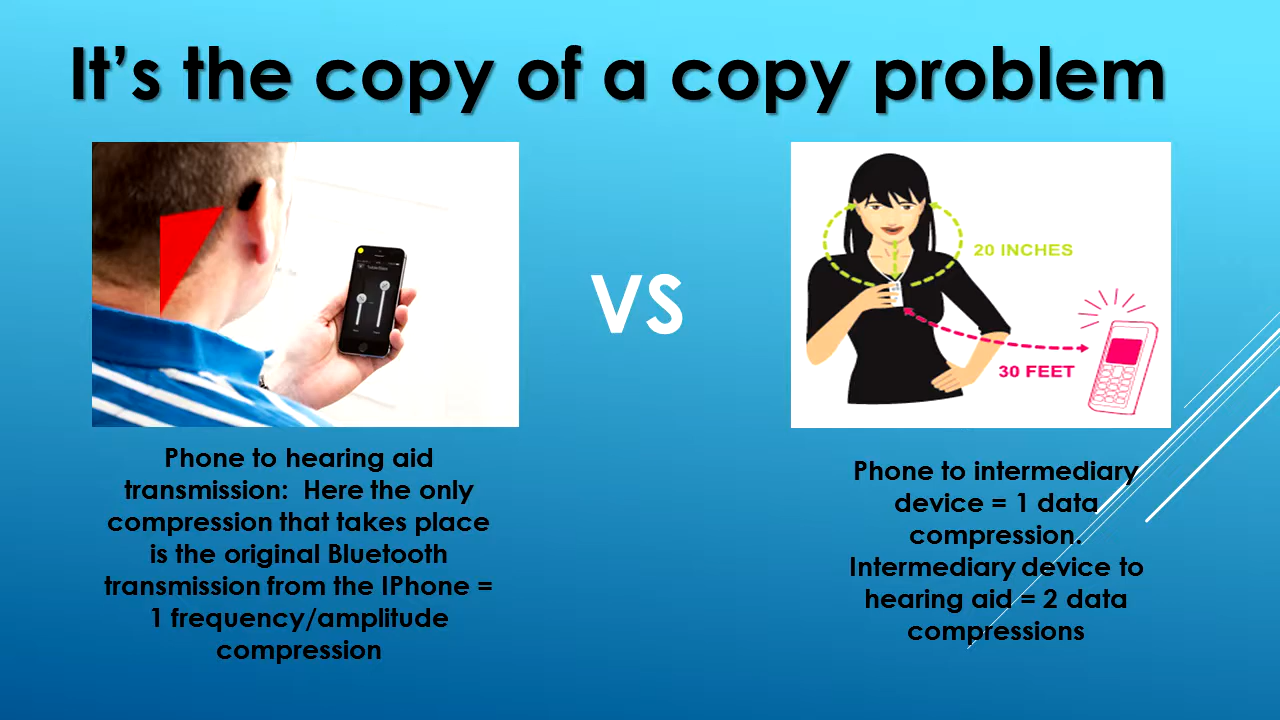 It's the copy of a copy problem
VS
20 INCHES
30 FEET
Phone to hearing aid
transmission:  Here the only
compression that takes place
is the original Bluetooth
transmission from the IPhone =
1 frequency/amplitude
compression
Phone to intermediary
device = 1 data
compression.
Intermediary device to
hearing aid = 2 data
compressions